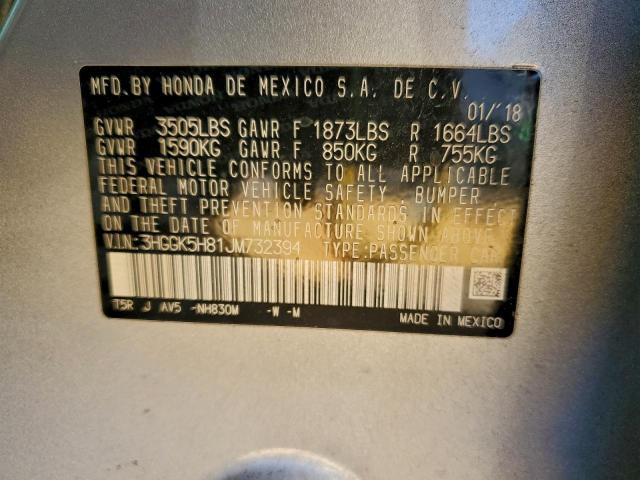 MFD. BY HONDA DE MEXICO S.A. DE C.V.
01/'18
GVWR 3505LBS GAWR F 1873LBS R 1664LBS
GVWR 1590KG GAWR F 850KG R 755KG
THIS VEHICLE CONFORMS TO ALL APPLICABLE
FEDERAL MOTOR VEHICLE SAFETY, BUMPER,
AND THEFT PREVENTION STANDARDS IN EFFECT
ON THE DATE OF MANUFACTURE SHOWN ABOVE.
V.I.N.: 3HGGK5H81JM732394 TYPE: PASSENGER CAR
T5R J AV5 -NH830M -W -M
MADE IN MEXICO